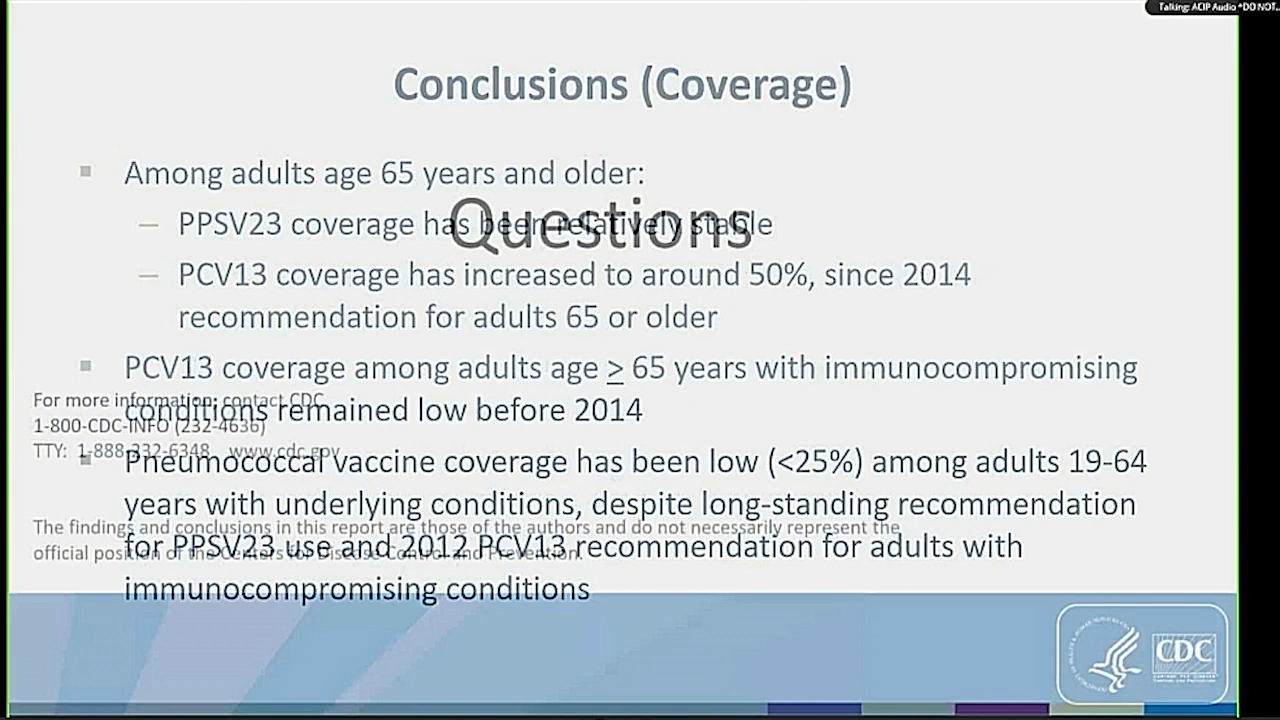 Talking: ACIP Audio *DO NOT...
Conclusions (Coverage)
Among adults age 65 years and older:
Questions
– PPSV23 coverage has been relatively stable
– PCV13 coverage has increased to around 50%, since 2014
recommendation for adults 65 or older
PCV13 coverage among adults age ≥ 65 years with immunocompromising
conditions remained low before 2014
For more information, contact CDC
1-800-CDC-INFO (232-4636)
TTY: 1-888-232-6348 www.cdc.gov
Pneumococcal vaccine coverage has been low (<25%) among adults 19-64
years with underlying conditions, despite long-standing recommendation
for PPSV23 use and 2012 PCV13 recommendation for adults with
immunocompromising conditions
The findings and conclusions in this report are those of the authors and do not necessarily represent the
official position of the Centers for Disease Control and Prevention.
CDC